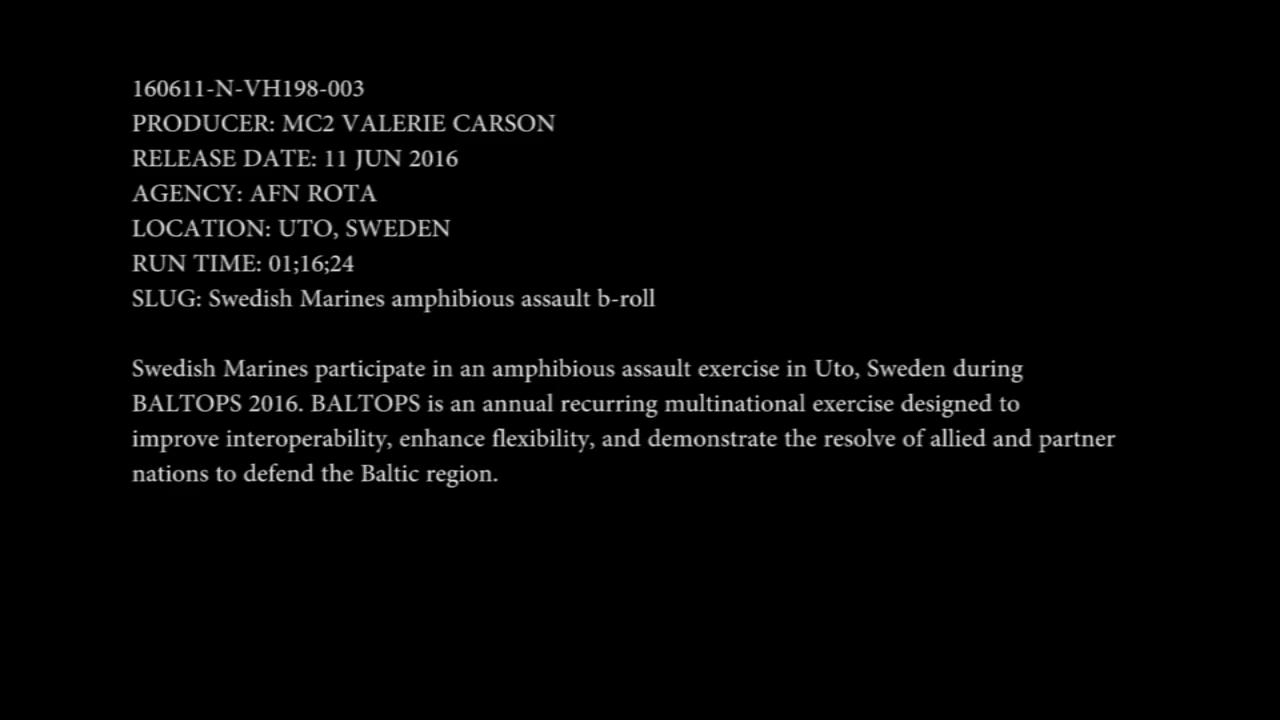 160611-N-VH198-003
PRODUCER: MC2 VALERIE CARSON
RELEASE DATE: 11 JUN 2016
AGENCY: AFN ROTA
LOCATION: UTO, SWEDEN
RUN TIME: 01;16;24
SLUG: Swedish Marines amphibious assault b-roll
Swedish Marines participate in an amphibious assault exercise in Uto, Sweden during
BALTOPS 2016. BALTOPS is an annual recurring multinational exercise designed to
improve interoperability, enhance flexibility, and demonstrate the resolve of allied and partner
nations to defend the Baltic region.